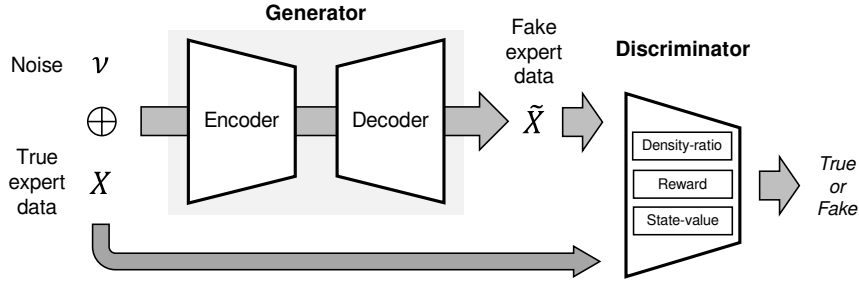 Generator
Noise ν
⊕
True
expert
data
X
Encoder
Decoder
Fake
expert
data
X̃
Discriminator
Density-ratio
Reward
State-value
True
or
Fake